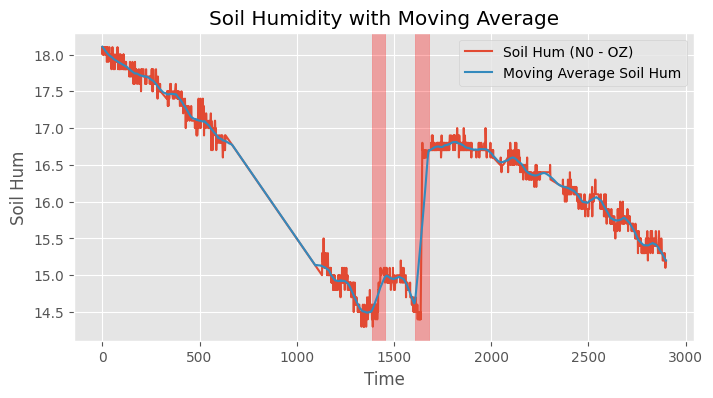 Soil Humidity with Moving Average
Soil Hum (N0 - OZ)
Moving Average Soil Hum
Soil Hum
18.0
17.5
17.0
16.5
16.0
15.5
15.0
14.5
0 500 1000 1500 2000 2500 3000
Time